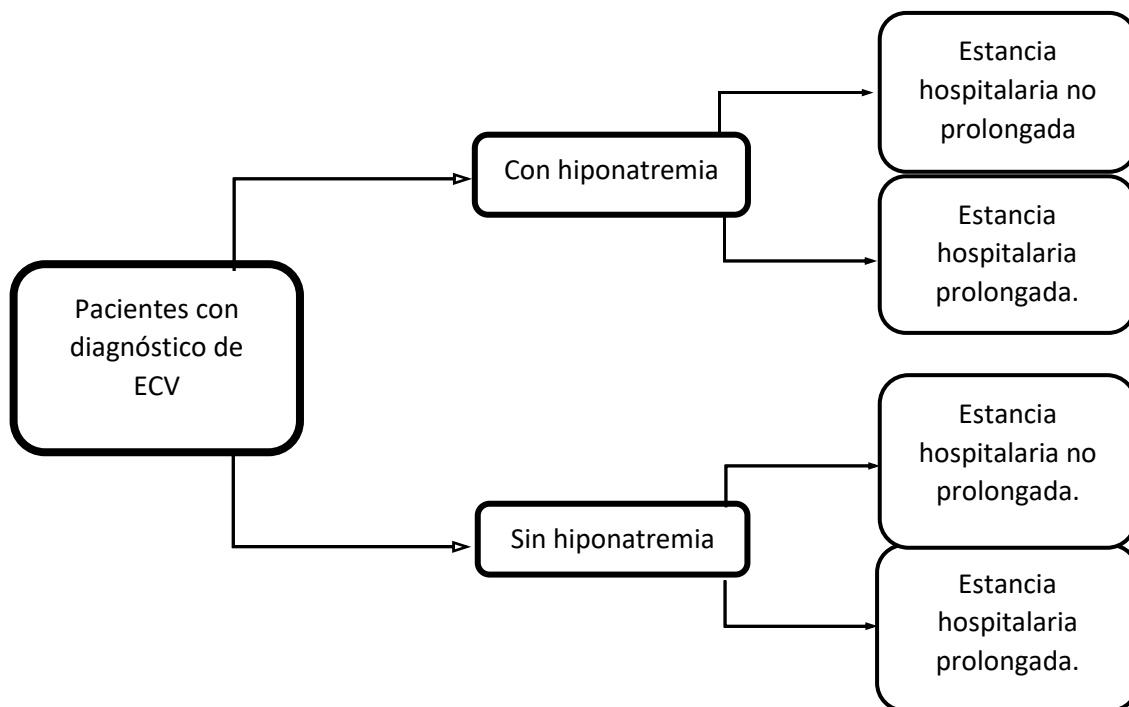 Pacientes con
diagnóstico de
ECV
Con hiponatremia
Estancia
hospitalaria no
prolongada
Estancia
hospitalaria
prolongada.
Sin hiponatremia
Estancia
hospitalaria no
prolongada.
Estancia
hospitalaria
prolongada.